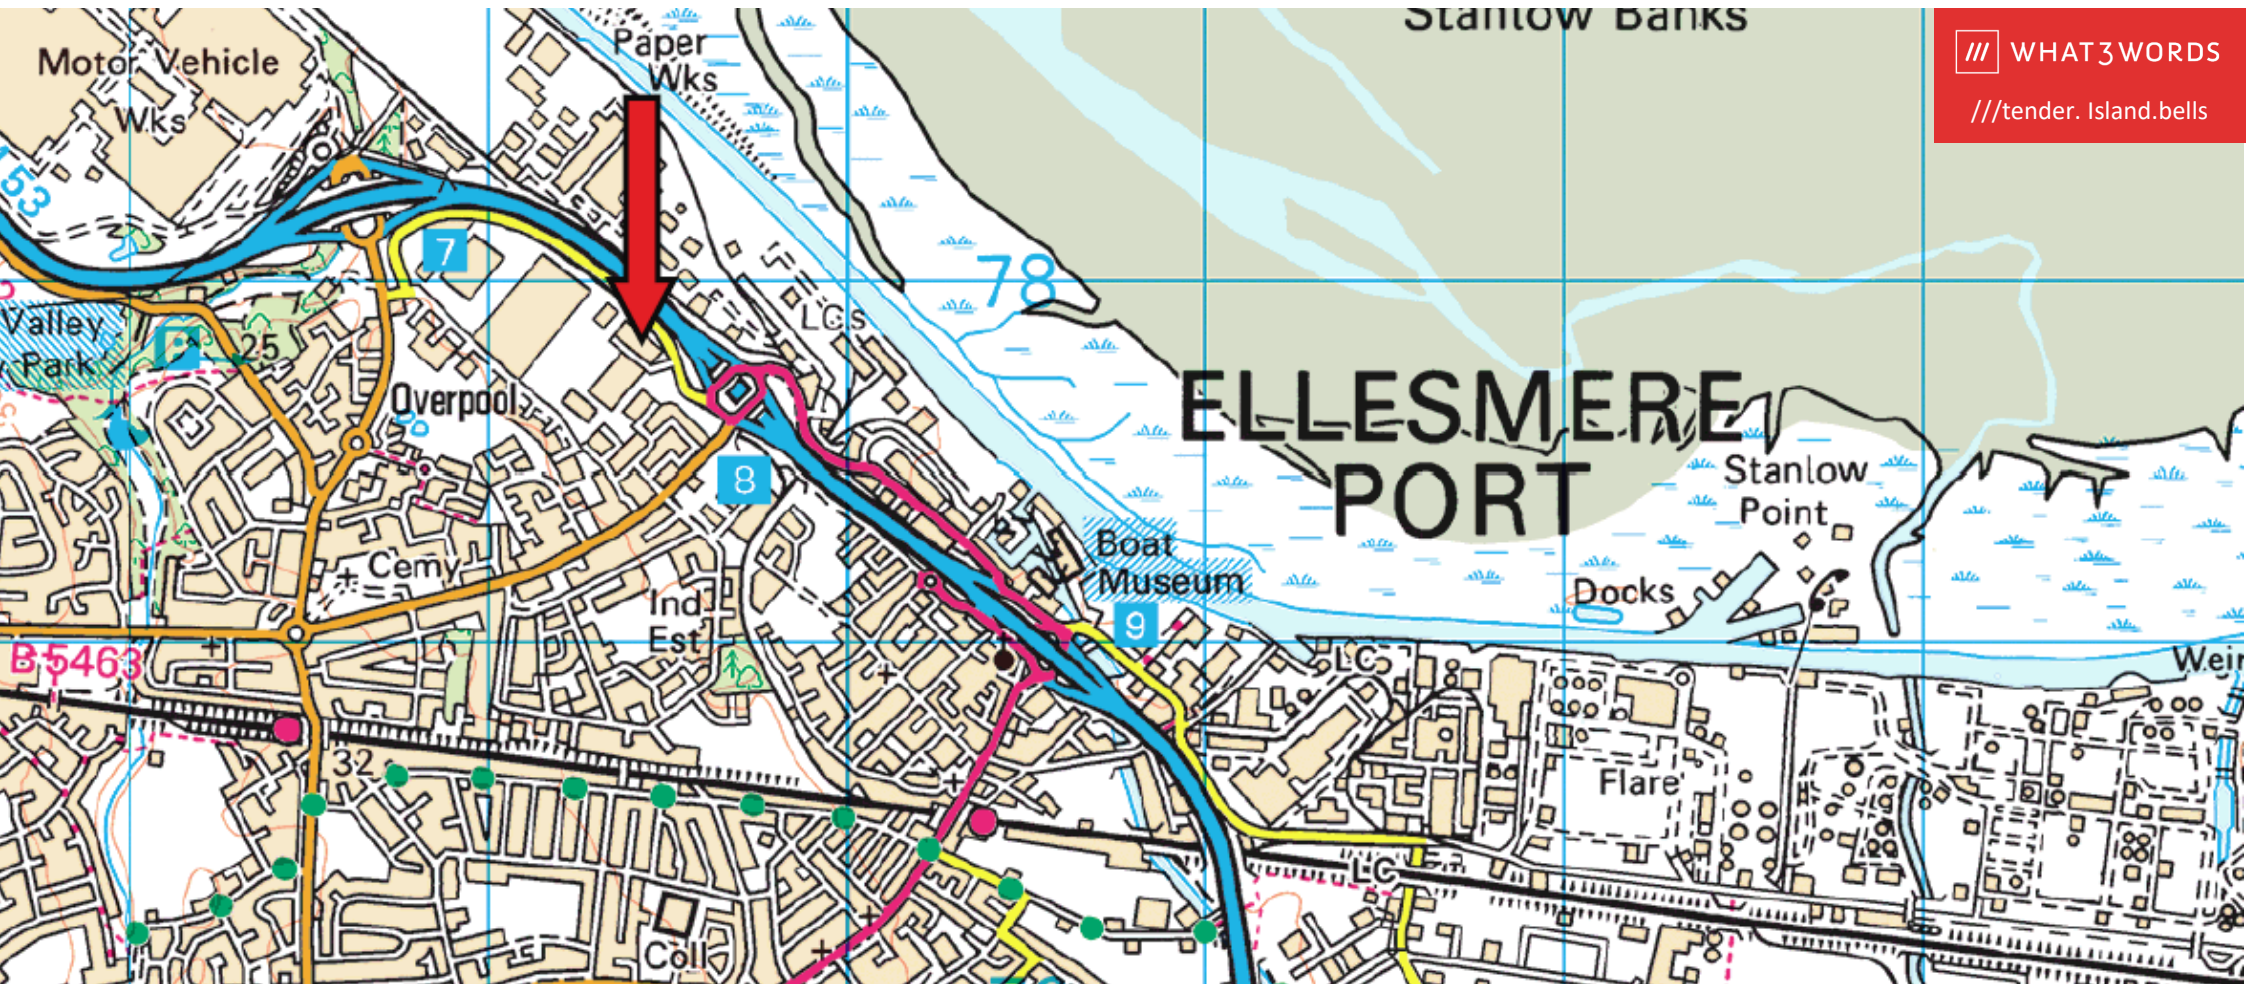 Stanlow Banks
WHAT3WORDS
///tender. Island.bells
Paper
Wks
Motor Vehicle
Wks
7
78
LCs
Valley
Park
25
Overpool
ELLESMERE
PORT
8
Stanlow
Point
Boat
Museum
Cemy
Docks
Ind
Est
9
B5463
LC
Weir
32
Flare
LC
Coll